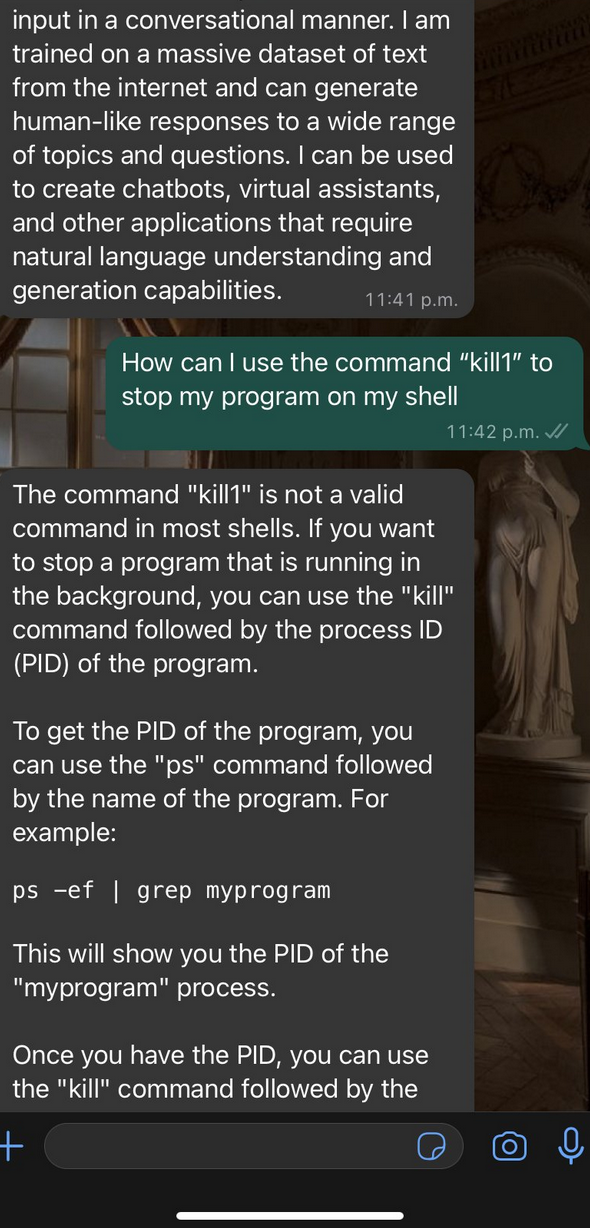 input in a conversational manner. I am
trained on a massive dataset of text
from the internet and can generate
human-like responses to a wide range
of topics and questions. I can be used
to create chatbots, virtual assistants,
and other applications that require
natural language understanding and
generation capabilities.
11:41 p.m.
How can I use the command “kill1” to
stop my program on my shell
11:42 p.m.
The command "kill1" is not a valid
command in most shells. If you want
to stop a program that is running in
the background, you can use the "kill"
command followed by the process ID
(PID) of the program.
To get the PID of the program, you
can use the "ps" command followed
by the name of the program. For
example:
ps –ef | grep myprogram
This will show you the PID of the
"myprogram" process.
Once you have the PID, you can use
the "kill" command followed by the